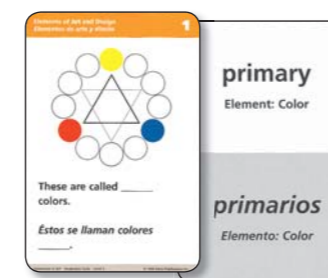 Elements of Art and Design
Elementos de arte y diseño
1
These are called ______
colors.
Éstos se llaman colores
______.
primary
Element: Color
primarios
Elemento: Color